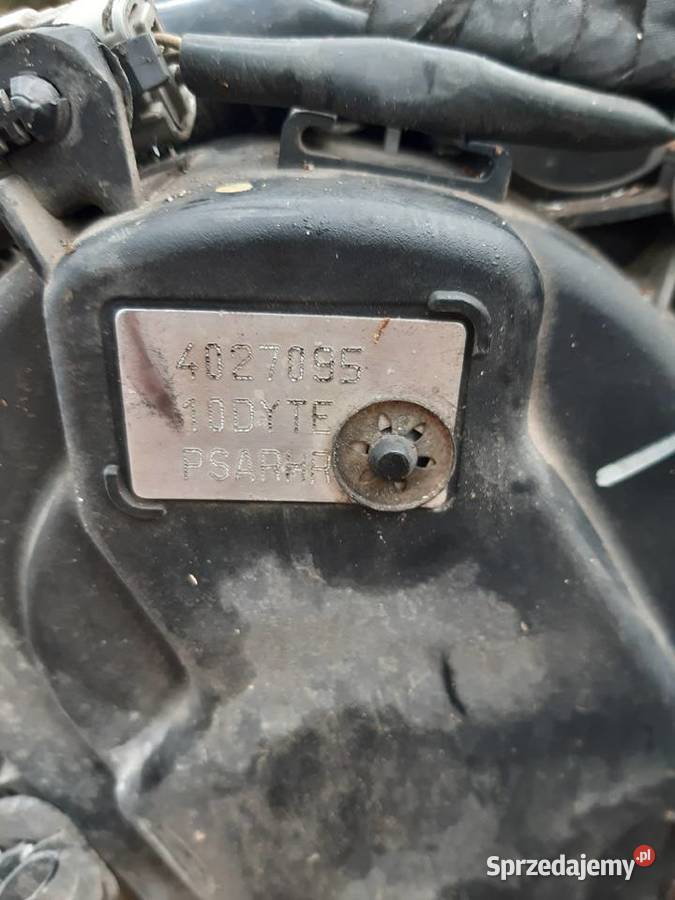 4027095
10DYTE
PSARHR
Sprzedajemy.pl